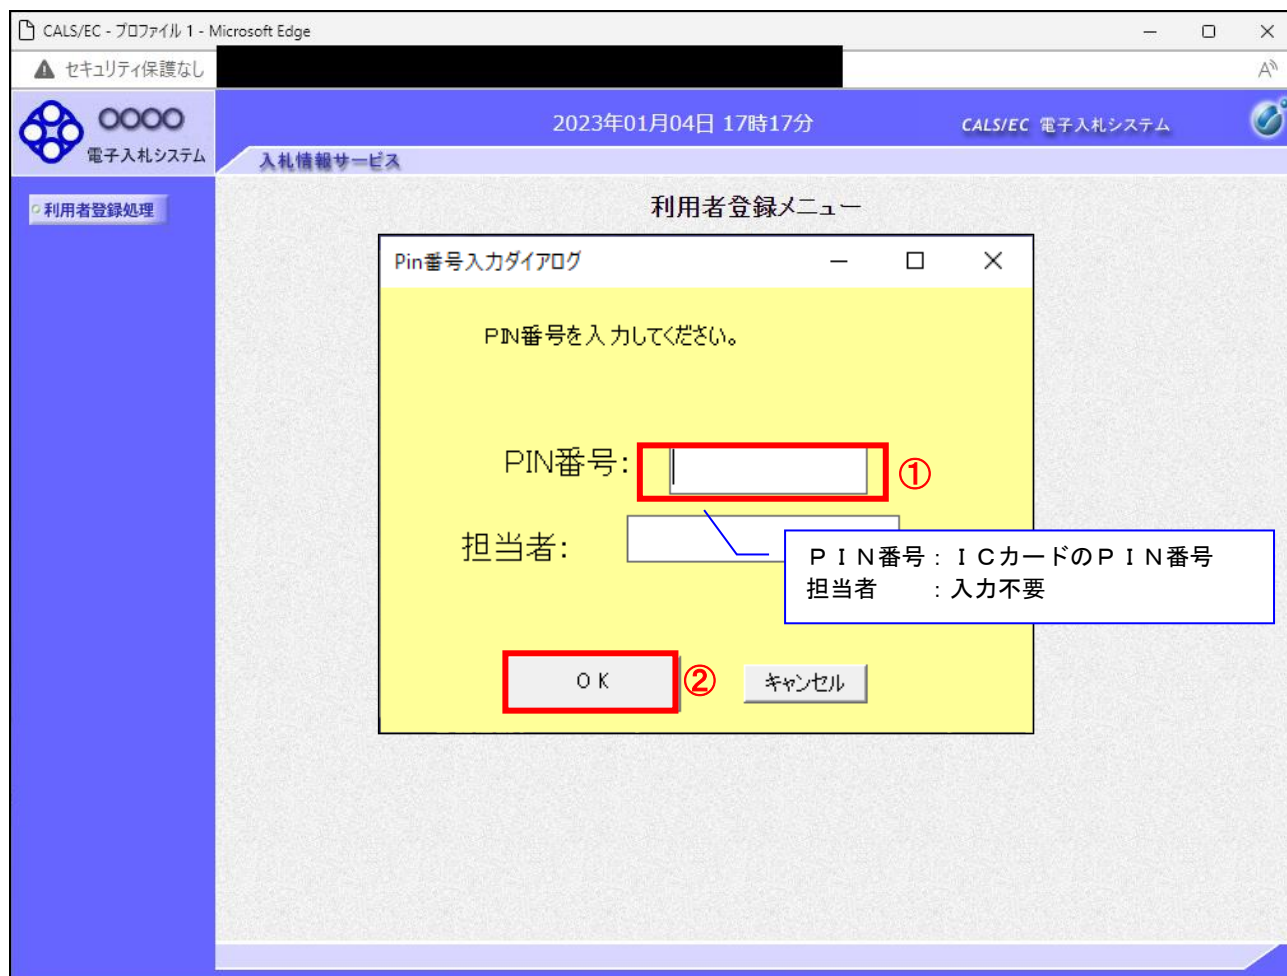 CALS/EC - プロファイル 1 - Microsoft Edge
セキュリティ保護なし
OOOO
電子入札システム
2023年01月04日 17時17分
CALS/EC 電子入札システム
入札情報サービス
利用者登録処理
利用者登録メニュー
Pin番号入力ダイアログ
PIN番号を入力してください。
PIN番号:
①
担当者:
ＰＩＮ番号：ＩＣカードのＰＩＮ番号
担当者　　：入力不要
ＯＫ
②
キャンセル